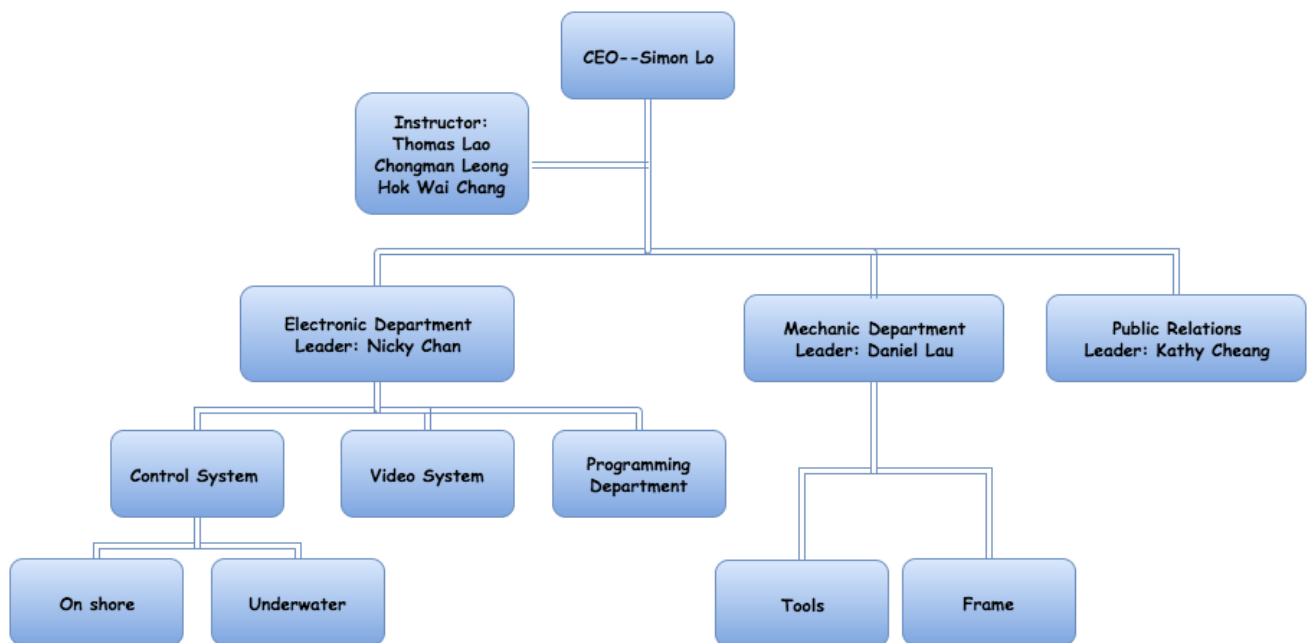 CEO--Simon Lo
Instructor:
Thomas Lao
Chongman Leong
Hok Wai Chang
Electronic Department
Leader: Nicky Chan
Mechanic Department
Leader: Daniel Lau
Public Relations
Leader: Kathy Cheang
Control System
Video System
Programming
Department
On shore
Underwater
Tools
Frame